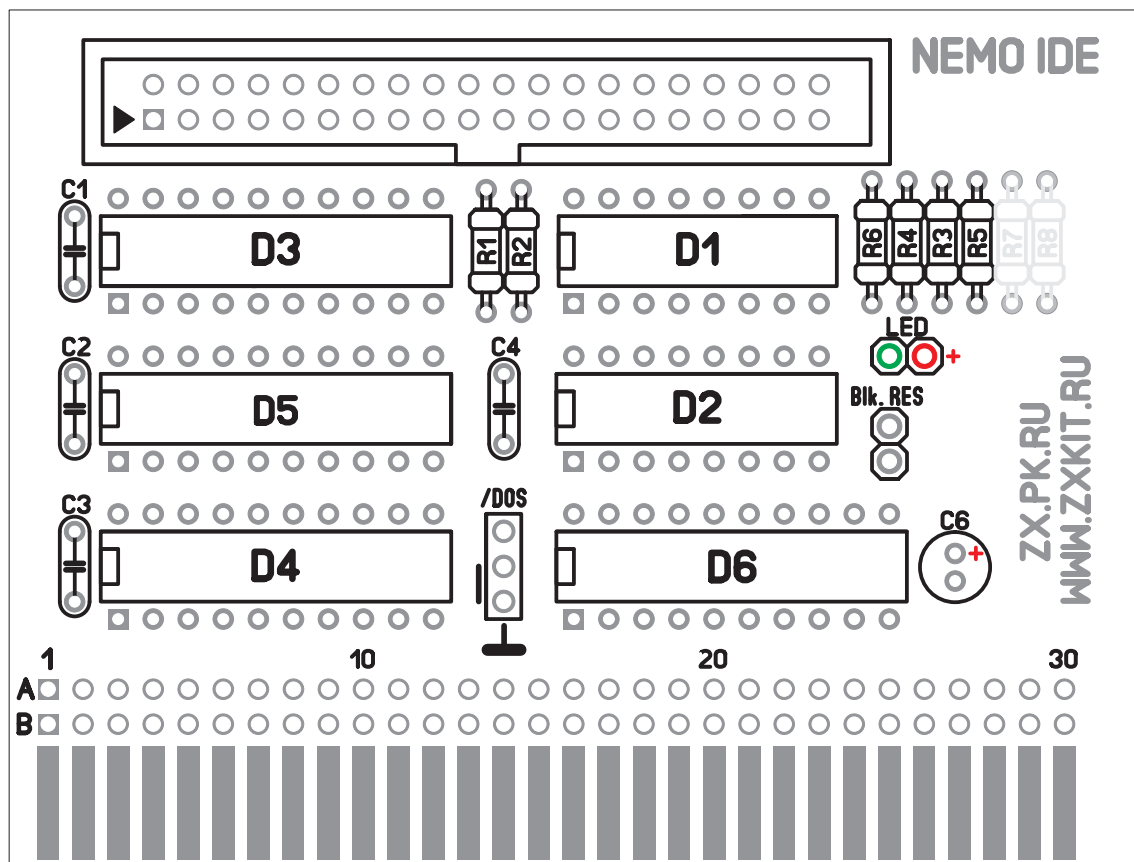 NEMO IDE
C1
D3
R1
R2
D1
R6
R4
R3
R5
R7
R8
LED
+
C2
D5
C4
D2
Blk. RES
ZX.PK.RU
WWW.ZXKIT.RU
C3
D4
/DOS
D6
C6
+
1 10 20 30
A
B